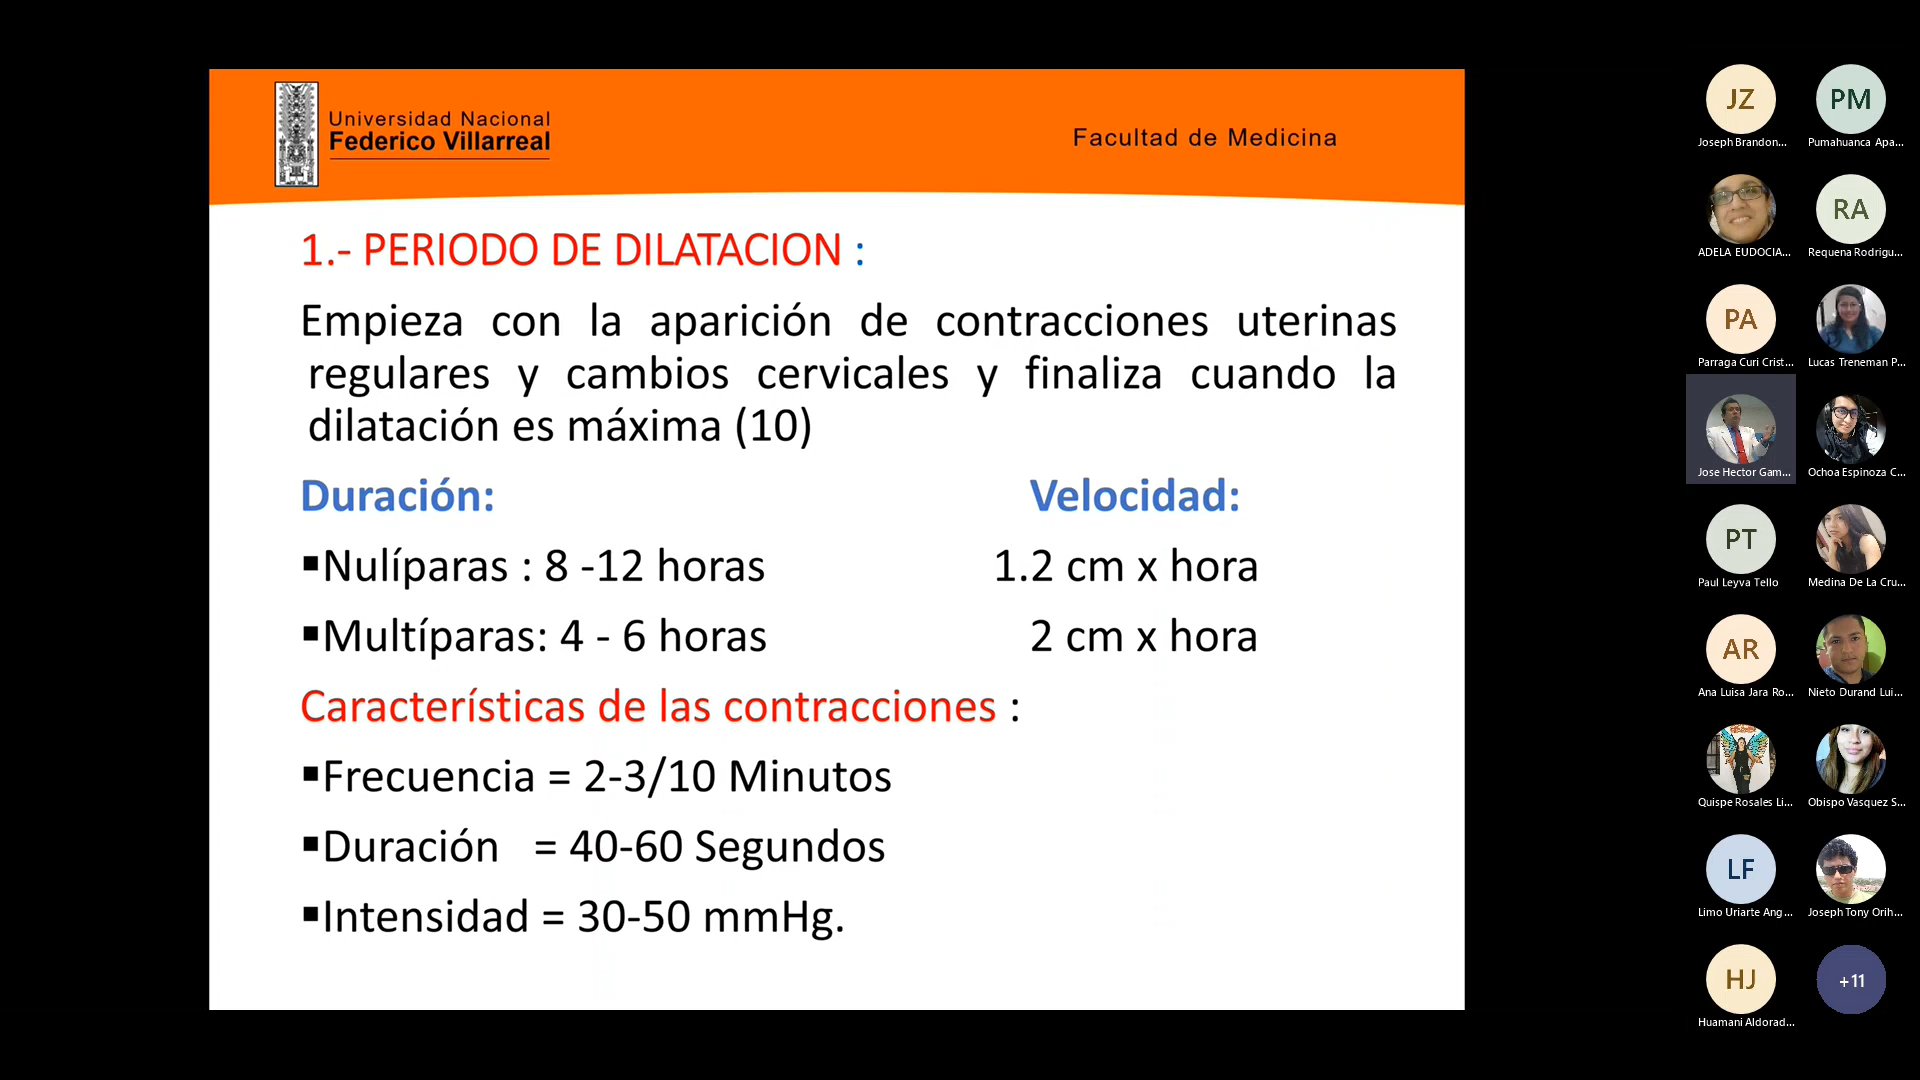 Universidad Nacional
Federico Villarreal
Facultad de Medicina
1.- PERIODO DE DILATACION :
Empieza con la aparición de contracciones uterinas
regulares y cambios cervicales y finaliza cuando la
dilatación es máxima (10)
Duración: Velocidad:
▪Nulíparas : 8 -12 horas 1.2 cm x hora
▪Multíparas: 4 - 6 horas 2 cm x hora
Características de las contracciones :
▪Frecuencia = 2-3/10 Minutos
▪Duración = 40-60 Segundos
▪Intensidad = 30-50 mmHg.
JZ PM
Joseph Brandon... Pumahuanca Apa...
RA
ADELA EUDOCIA... Requena Rodrigu...
PA
Parraga Curi Crist... Lucas Treneman P...
Jose Hector Gam... Ochoa Espinoza C...
PT
Paul Leyva Tello Medina De La Cru...
AR
Ana Luisa Jara Ro... Nieto Durand Lui...
Quispe Rosales Li... Obispo Vasquez S...
LF
Limo Uriarte Ang... Joseph Tony Orih...
HJ +11
Huamani Aldorad...